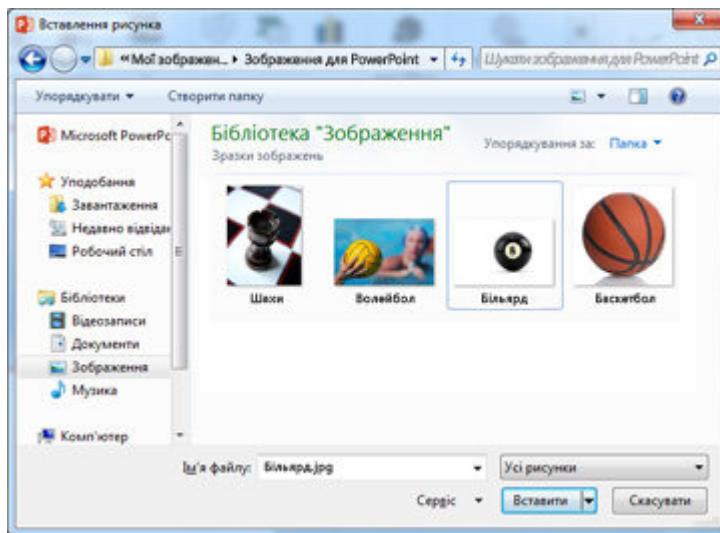 Вставлення рисунка
« Мої зображен... ▸ Зображення для PowerPoint
Шукати зображення для PowerPoint
Упорядкувати Створити папку
Microsoft PowerPo
Уподобання
Завантаження
Недавно відвідан
Робочий стіл
Бібліотеки
Відеозаписи
Документи
Зображення
Музика
Комп'ютер
Бібліотека "Зображення"
Зразки зображень
Упорядкування за: Папка
Шахи
Волейбол
Більярд
Баскетбол
8
Ім'я файлу: Більярд.jpg
Усі рисунки
Сервіс
Вставити
Скасувати